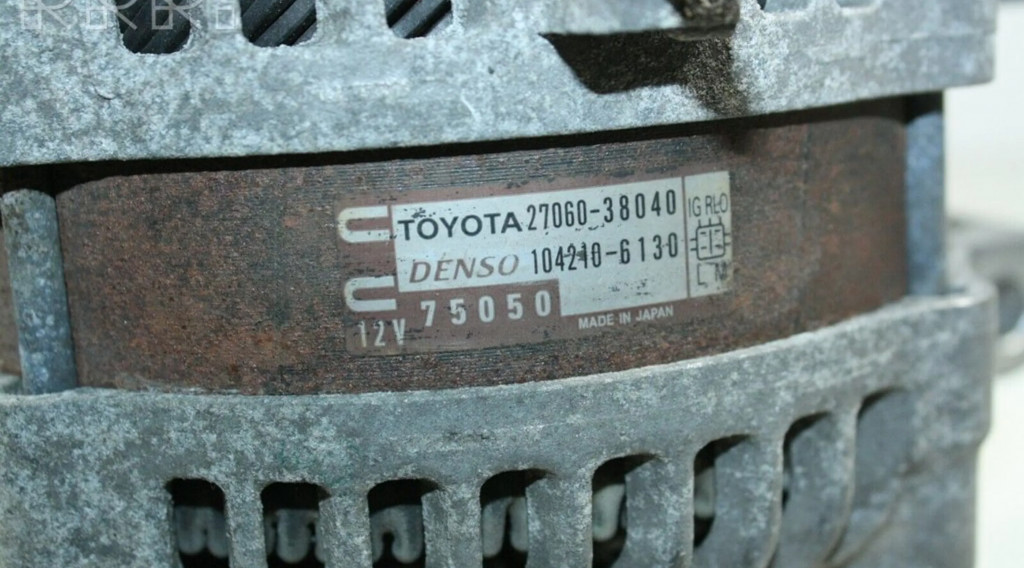 TOYOTA 27060-38040
DENSO 104210-6130
12V 75050
MADE IN JAPAN
IG RLO
L M